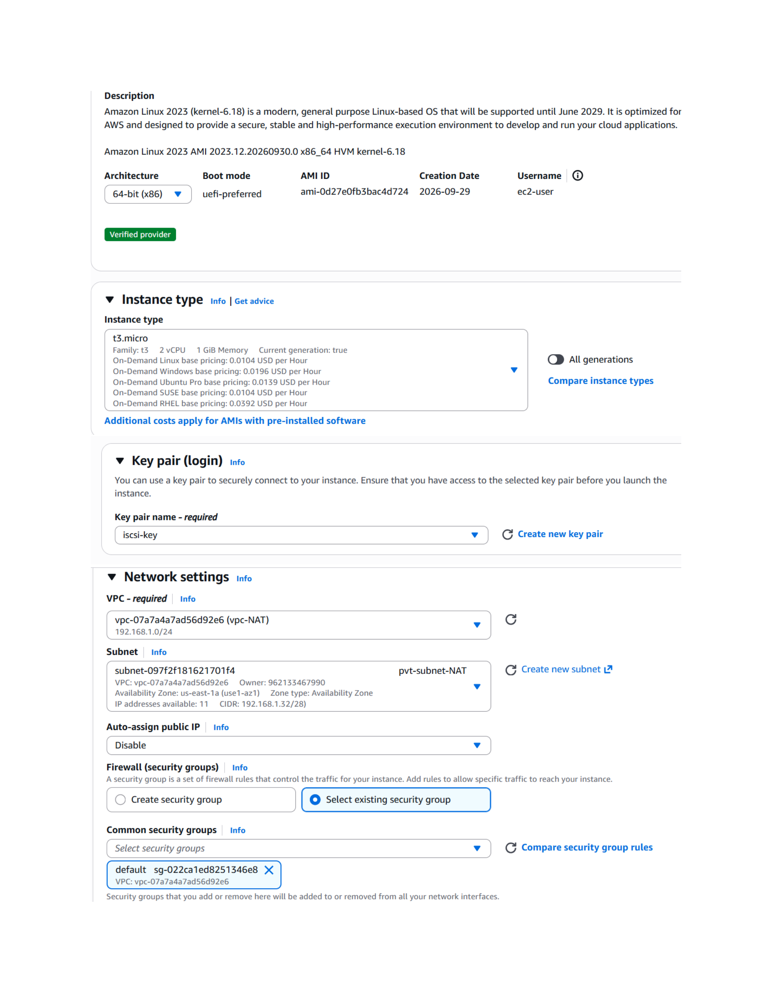 Description
Amazon Linux 2023 (kernel-6.18) is a modern, general purpose Linux-based OS that will be supported until June 2029. It is optimized for
AWS and designed to provide a secure, stable and high-performance execution environment to develop and run your cloud applications.
Amazon Linux 2023 AMI 2023.12.20260930.0 x86_64 HVM kernel-6.18
Architecture Boot mode AMI ID Creation Date Username
64-bit (x86) uefi-preferred ami-0d27e0fb3bac4d724 2026-09-29 ec2-user
Verified provider
Instance type Info | Get advice
Instance type
t3.micro
Family: t3 2 vCPU 1 GiB Memory Current generation: true
On-Demand Linux base pricing: 0.0104 USD per Hour
On-Demand Windows base pricing: 0.0196 USD per Hour
On-Demand Ubuntu Pro base pricing: 0.0139 USD per Hour
On-Demand SUSE base pricing: 0.0104 USD per Hour
On-Demand RHEL base pricing: 0.0392 USD per Hour
All generations
Compare instance types
Additional costs apply for AMIs with pre-installed software
Key pair (login) Info
You can use a key pair to securely connect to your instance. Ensure that you have access to the selected key pair before you launch the
instance.
Key pair name - required
iscsi-key Create new key pair
Network settings Info
VPC - required Info
vpc-07a7a4a7ad56d92e6 (vpc-NAT)
192.168.1.0/24
Subnet Info
subnet-097f2f181621701f4 pvt-subnet-NAT Create new subnet
VPC: vpc-07a7a4a7ad56d92e6 Owner: 962133467990
Availability Zone: us-east-1a (use1-az1) Zone type: Availability Zone
IP addresses available: 11 CIDR: 192.168.1.32/28)
Auto-assign public IP Info
Disable
Firewall (security groups) Info
A security group is a set of firewall rules that control the traffic for your instance. Add rules to allow specific traffic to reach your instance.
Create security group Select existing security group
Common security groups Info
Select security groups Compare security group rules
default sg-022ca1ed8251346e8
VPC: vpc-07a7a4a7ad56d92e6
Security groups that you add or remove here will be added to or removed from all your network interfaces.